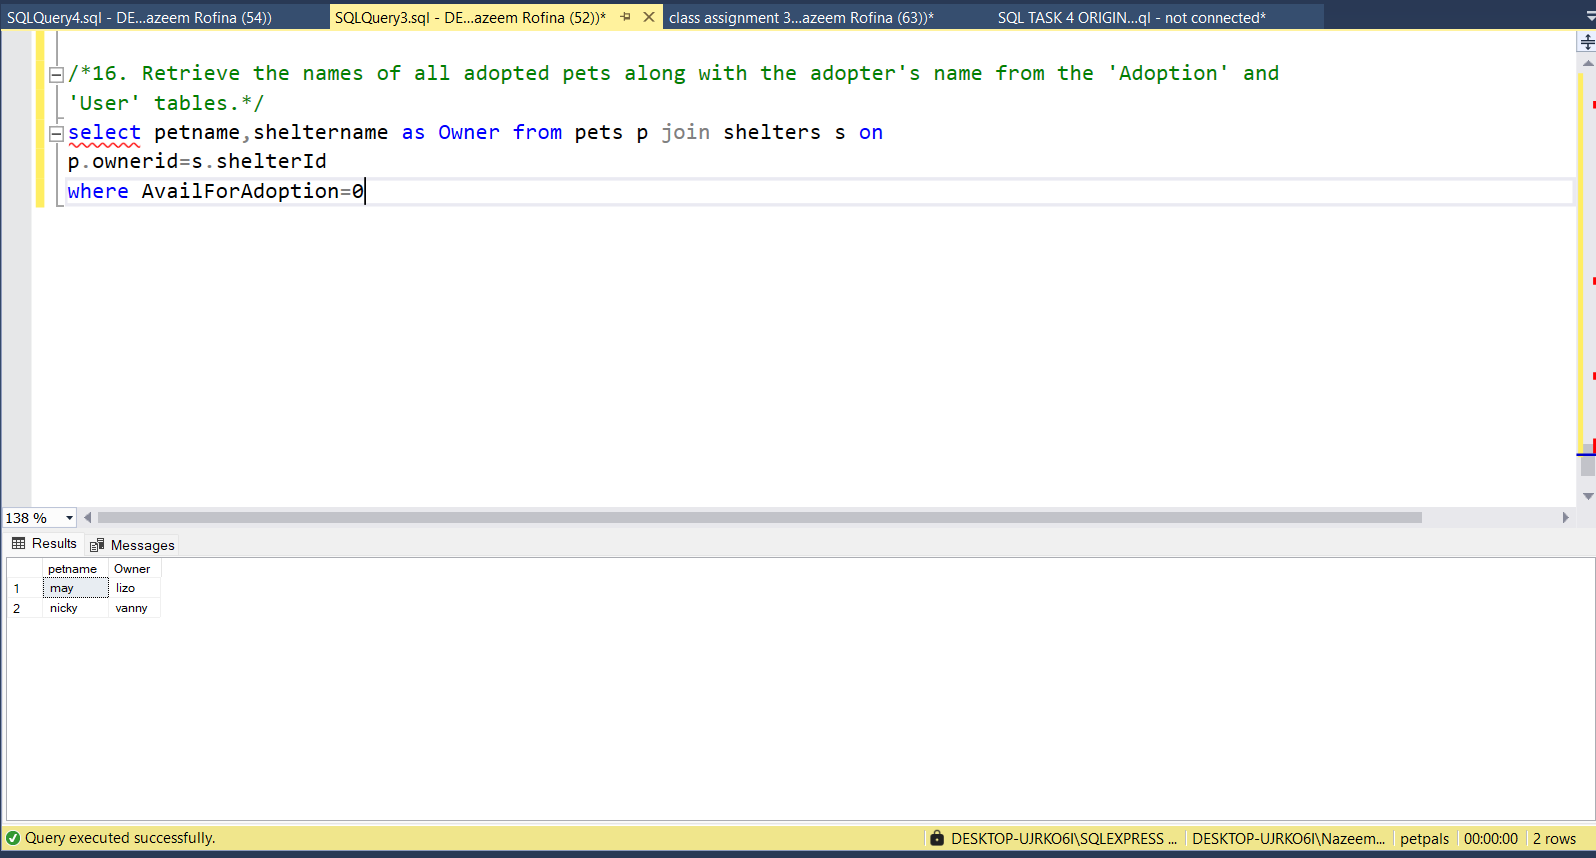 SQLQuery4.sql - DE...azeem Rofina (54))
SQLQuery3.sql - DE...azeem Rofina (52))*
class assignment 3...azeem Rofina (63))*
SQL TASK 4 ORIGIN...ql - not connected*
/*16. Retrieve the names of all adopted pets along with the adopter's name from the 'Adoption' and
'User' tables.*/
select petname,sheltername as Owner from pets p join shelters s on
p.ownerid=s.shelterId
where AvailForAdoption=0
138 %
Results
Messages
petname Owner
1 may lizo
2 nicky vanny
Query executed successfully.
DESKTOP-UJRKO6I\SQLEXPRESS ...
DESKTOP-UJRKO6I\Nazeem...
petpals
00:00:00
2 rows